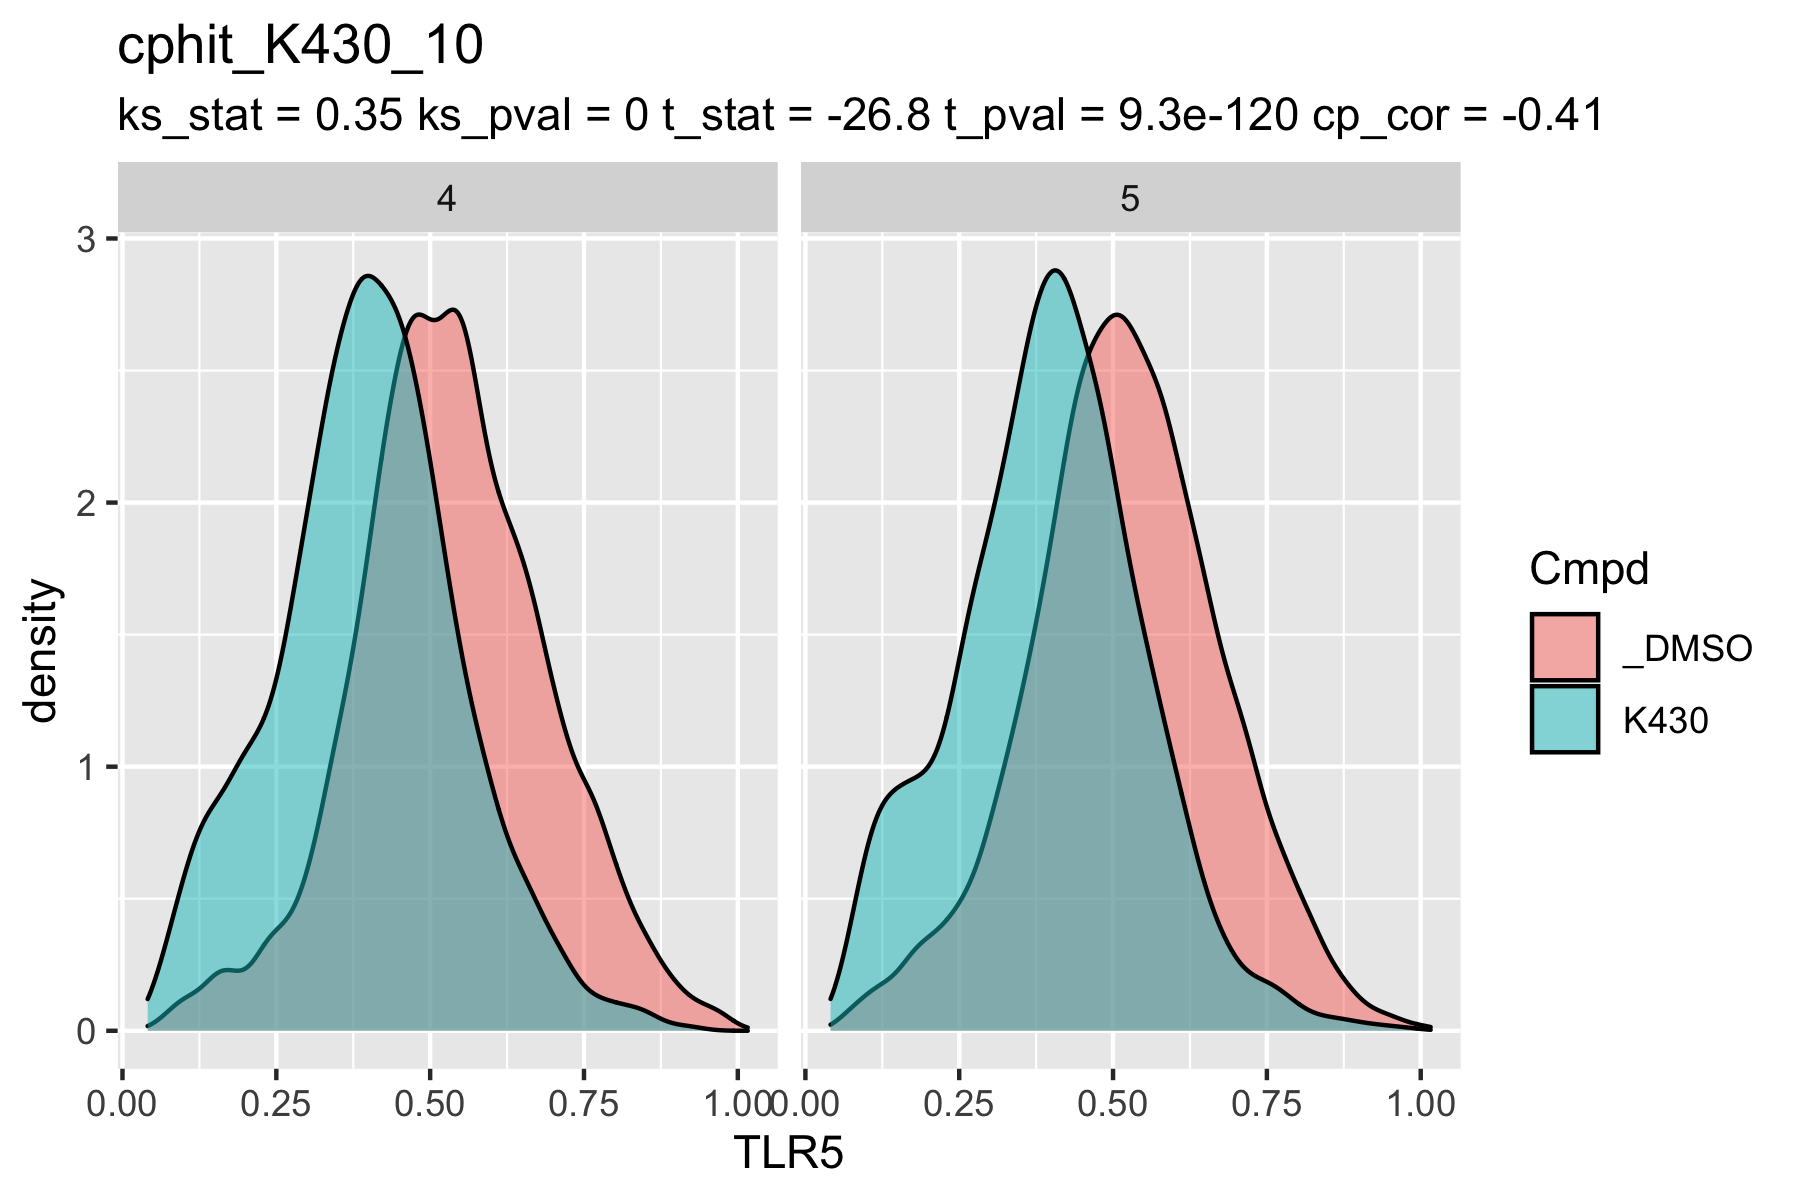 cphit_K430_10
ks_stat = 0.35 ks_pval = 0 t_stat = -26.8 t_pval = 9.3e-120 cp_cor = -0.41
4
5
3
2
1
0
density
0.00 0.25 0.50 0.75 1.00
0.00 0.25 0.50 0.75 1.00
TLR5
Cmpd
_DMSO
K430